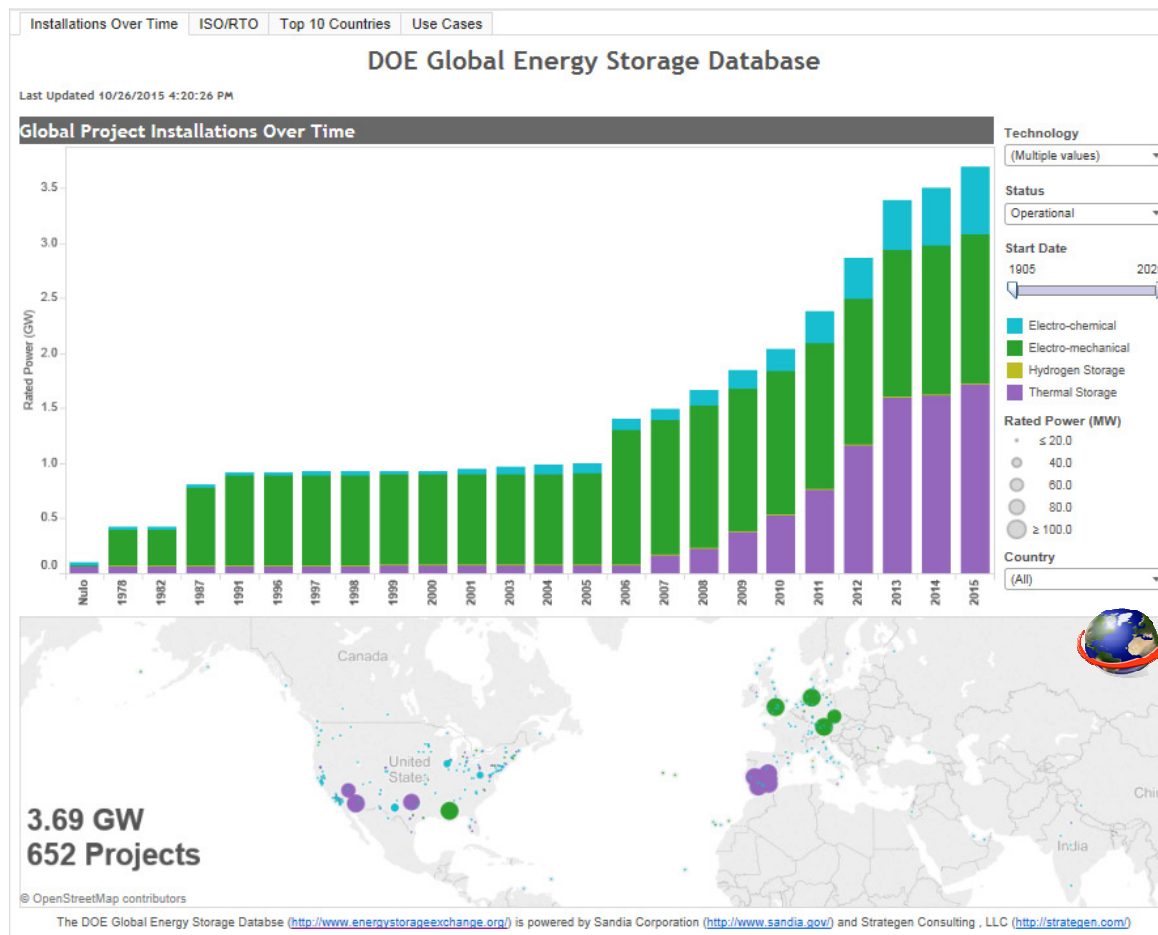 Installations Over Time ISO/RTO Top 10 Countries Use Cases
DOE Global Energy Storage Database
Last Updated 10/26/2015 4:20:26 PM
Global Project Installations Over Time
Technology
(Multiple values)
Status
Operational
Start Date
1905 202
Electro-chemical
Electro-mechanical
Hydrogen Storage
Thermal Storage
Rated Power (MW)
≤ 20.0
40.0
60.0
80.0
≥ 100.0
Country
(All)
Rated Power (GW)
3.5
3.0
2.5
2.0
1.5
1.0
0.5
0.0
Nulo 1978 1982 1987 1991 1996 1997 1998 1999 2000 2001 2003 2004 2005 2006 2007 2008 2009 2010 2011 2012 2013 2014 2015
Canada
United
States
Chi
India
3.69 GW
652 Projects
© OpenStreetMap contributors
The DOE Global Energy Storage Databse (http://www.energystorageexchange.org/) is powered by Sandia Corporation (http://www.sandia.gov/) and Strategen Consulting , LLC (http://strategen.com/)